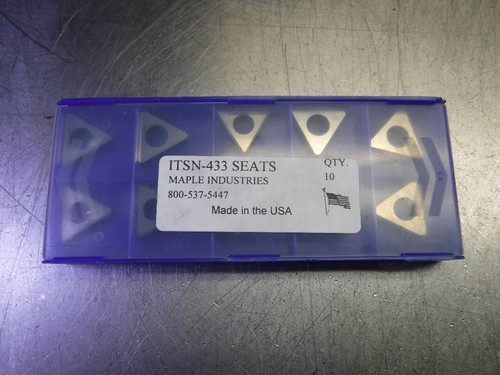 ITSN-433 SEATS
QTY.
MAPLE INDUSTRIES
10
800-537-5447
Made in the USA